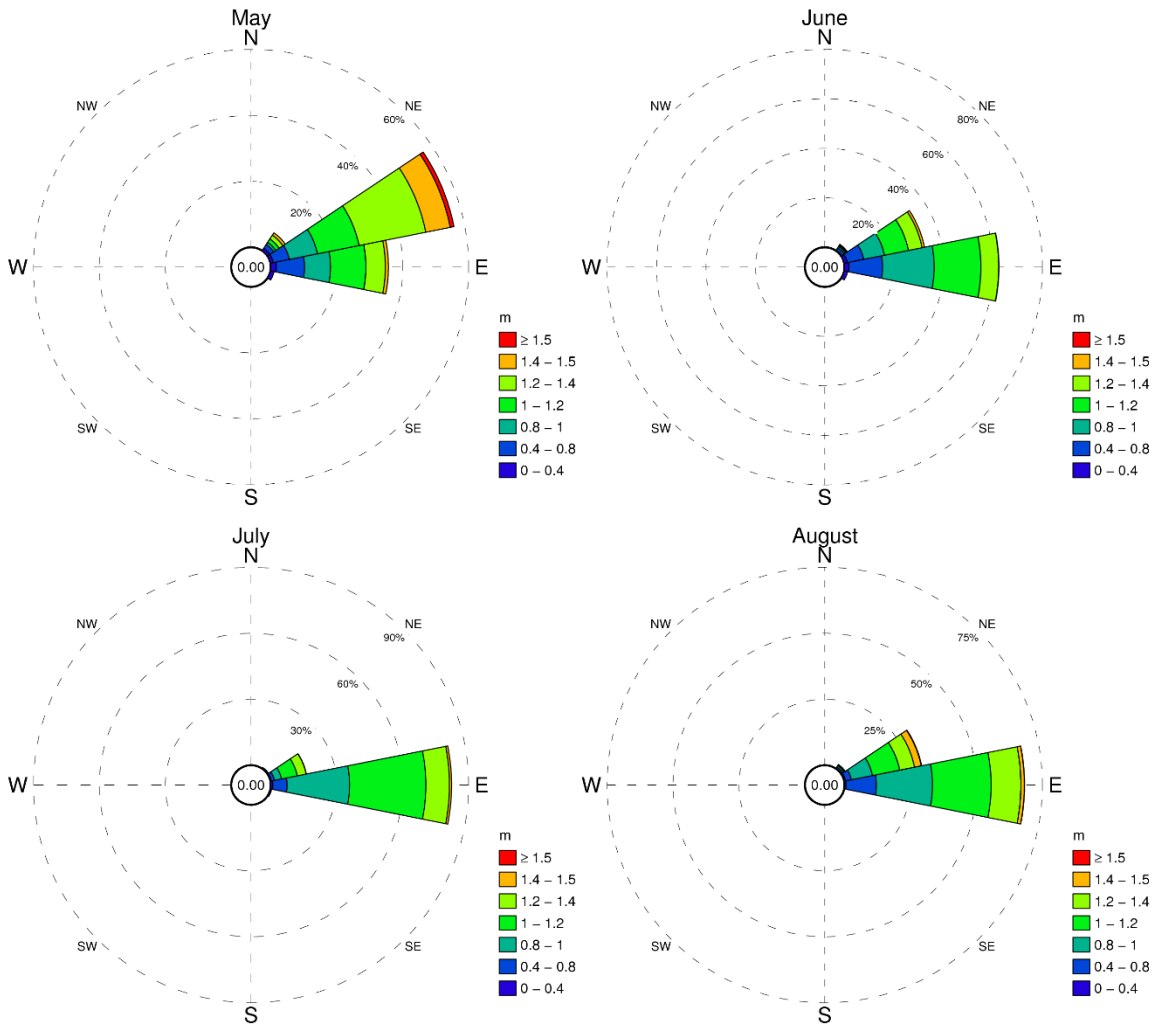 May
N
NW
NE
60%
40%
20%
W
0.00
E
SW
SE
S
m
≥ 1.5
1.4 – 1.5
1.2 – 1.4
1 – 1.2
0.8 – 1
0.4 – 0.8
0 – 0.4
June
N
NW
NE
80%
60%
40%
20%
W
0.00
E
SW
SE
S
m
≥ 1.5
1.4 – 1.5
1.2 – 1.4
1 – 1.2
0.8 – 1
0.4 – 0.8
0 – 0.4
July
N
NW
NE
90%
60%
30%
W
0.00
E
SW
SE
S
m
≥ 1.5
1.4 – 1.5
1.2 – 1.4
1 – 1.2
0.8 – 1
0.4 – 0.8
0 – 0.4
August
N
NW
NE
75%
50%
25%
W
0.00
E
SW
SE
S
m
≥ 1.5
1.4 – 1.5
1.2 – 1.4
1 – 1.2
0.8 – 1
0.4 – 0.8
0 – 0.4